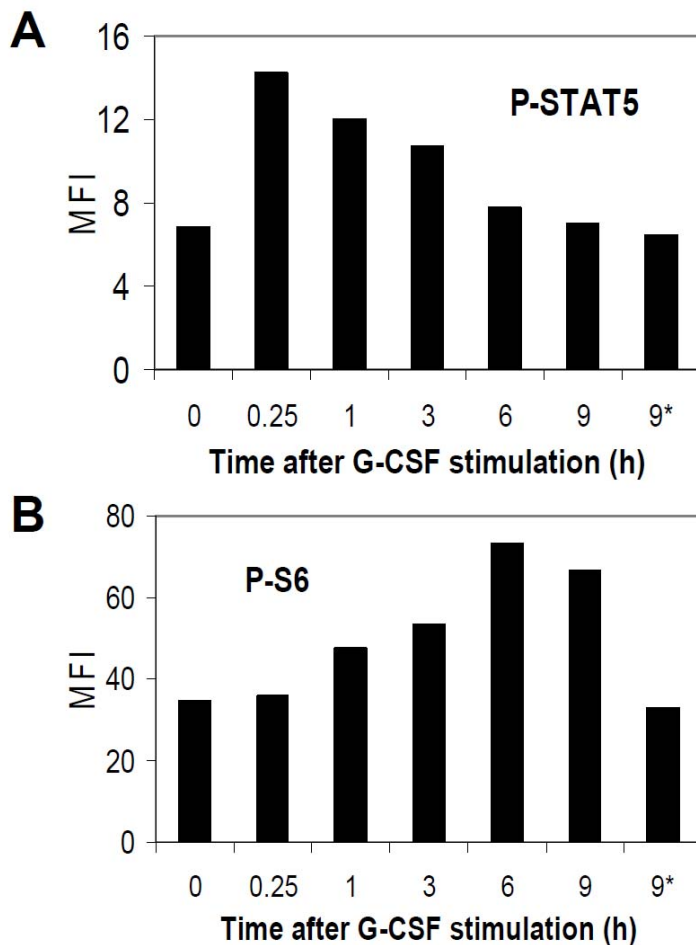 A
16
P-STAT5
12
MFI
8
4
0
0 0.25 1 3 6 9 9*
Time after G-CSF stimulation (h)
B
80
P-S6
60
MFI
40
20
0
0 0.25 1 3 6 9 9*
Time after G-CSF stimulation (h)